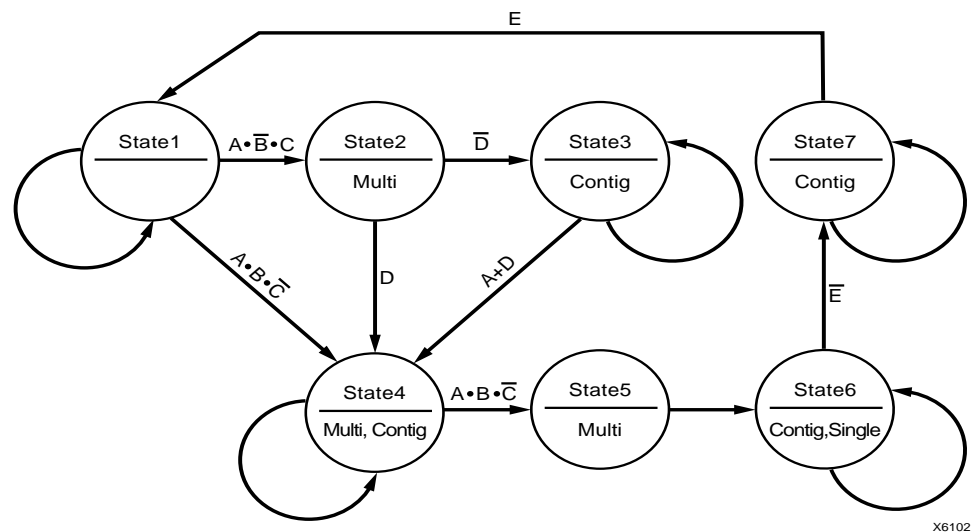 E
State1
A•B̅•C
State2
Multi
D̅
State3
Contig
State7
Contig
A•B•C̅
D
A+D
E̅
State4
Multi, Contig
A•B•C̅
State5
Multi
State6
Contig,Single
X6102